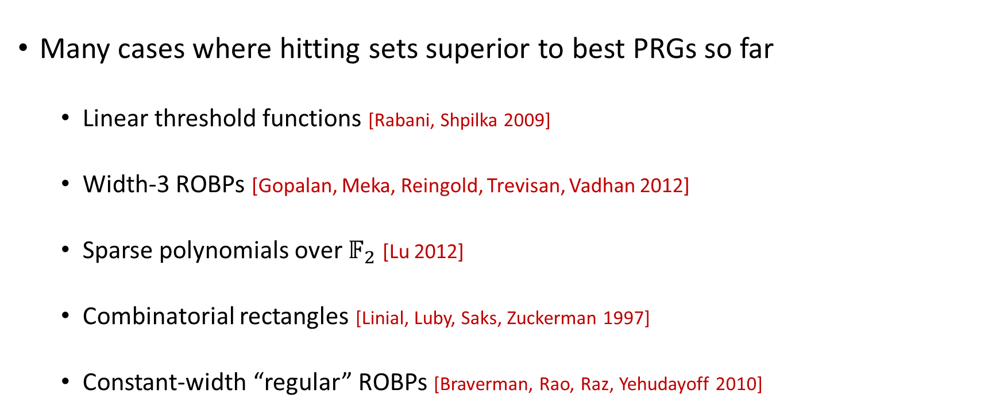 • Many cases where hitting sets superior to best PRGs so far
• Linear threshold functions [Rabani, Shpilka 2009]
• Width-3 ROBPs [Gopalan, Meka, Reingold, Trevisan, Vadhan 2012]
• Sparse polynomials over 𝔽₂ [Lu 2012]
• Combinatorial rectangles [Linial, Luby, Saks, Zuckerman 1997]
• Constant-width “regular” ROBPs [Braverman, Rao, Raz, Yehudayoff 2010]